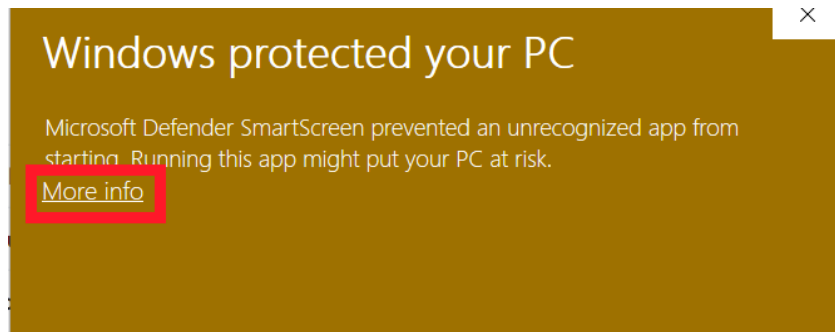 Windows protected your PC
Microsoft Defender SmartScreen prevented an unrecognized app from
starting. Running this app might put your PC at risk.
More info